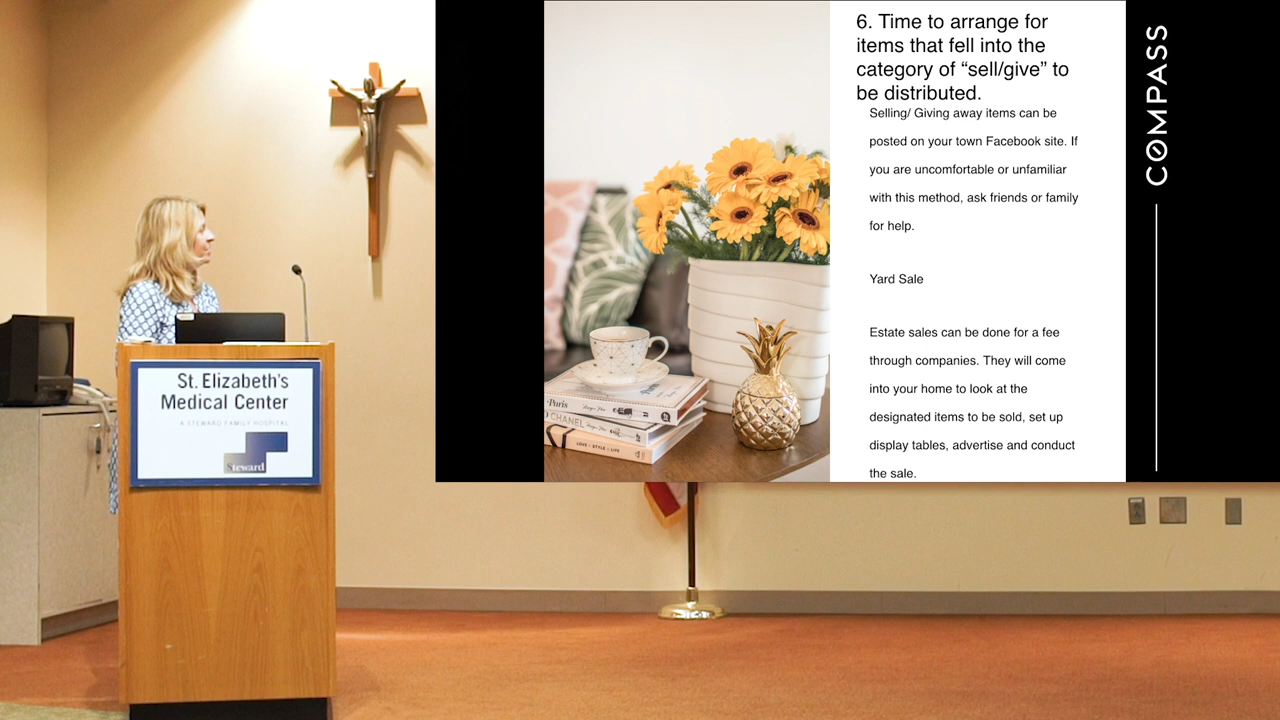 6. Time to arrange for
items that fell into the
category of “sell/give” to
be distributed.
Selling/ Giving away items can be
posted on your town Facebook site. If
you are uncomfortable or unfamiliar
with this method, ask friends or family
for help.
Yard Sale
Estate sales can be done for a fee
through companies. They will come
into your home to look at the
designated items to be sold, set up
display tables, advertise and conduct
the sale.
COMPASS
St. Elizabeth's
Medical Center
A STEWARD FAMILY HOSPITAL
Steward
Paris
CHANEL
LOVE STYLE LIFE